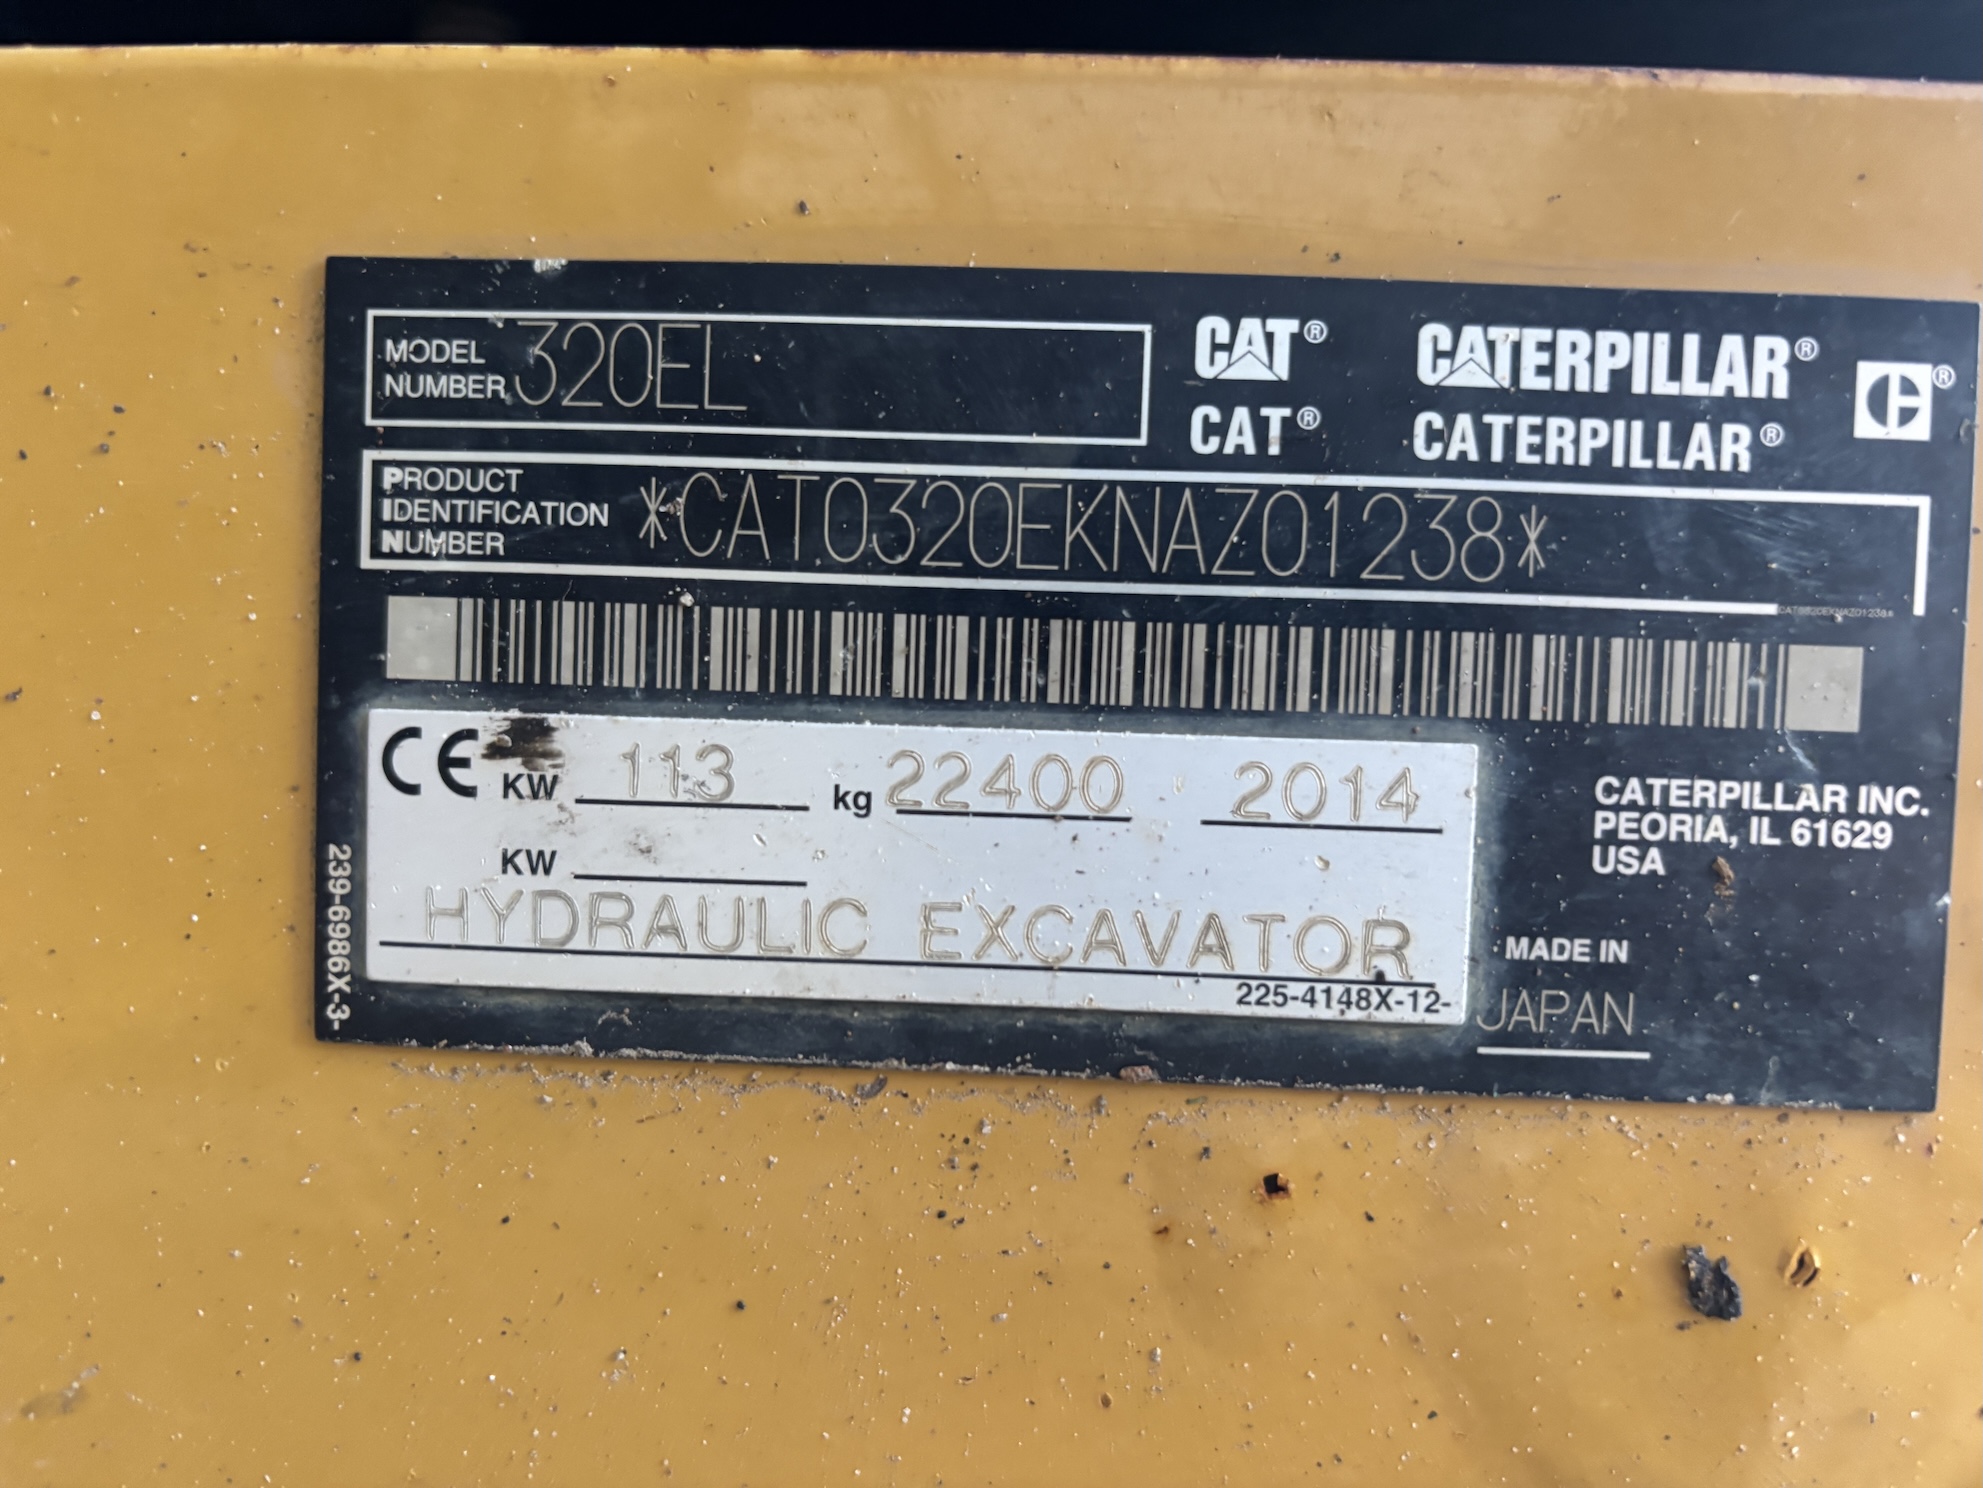 MODEL
NUMBER 320EL
CAT® CATERPILLAR® ®
CAT® CATERPILLAR®
PRODUCT
IDENTIFICATION
NUMBER
*CAT0320EKNAZ01238*
CAT0320EKNAZ01238
CE KW 113 kg 22400 2014
KW
HYDRAULIC EXCAVATOR
225-4148X-12-
CATERPILLAR INC.
PEORIA, IL 61629
USA
MADE IN
JAPAN
239-6986X-3-